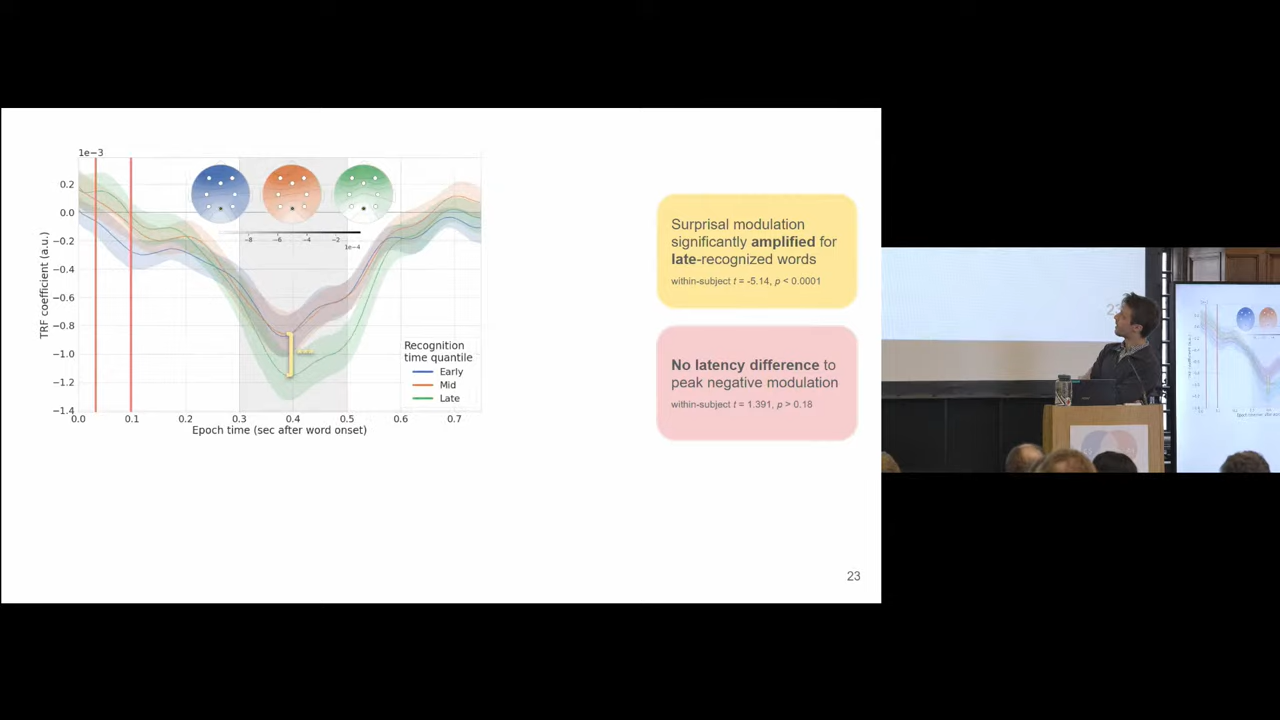 1e−3
0.2
0.0
−0.2
−0.4
−0.6
−0.8
−1.0
−1.2
−1.4
TRF coefficient (a.u.)
−8 −6 −4 −2
1e−4
Recognition
time quantile
Early
Mid
Late
0.0 0.1 0.2 0.3 0.4 0.5 0.6 0.7
Epoch time (sec after word onset)
Surprisal modulation
significantly amplified for
late-recognized words
within-subject t = -5.14, p < 0.0001
No latency difference to
peak negative modulation
within-subject t = 1.391, p > 0.18
23
23